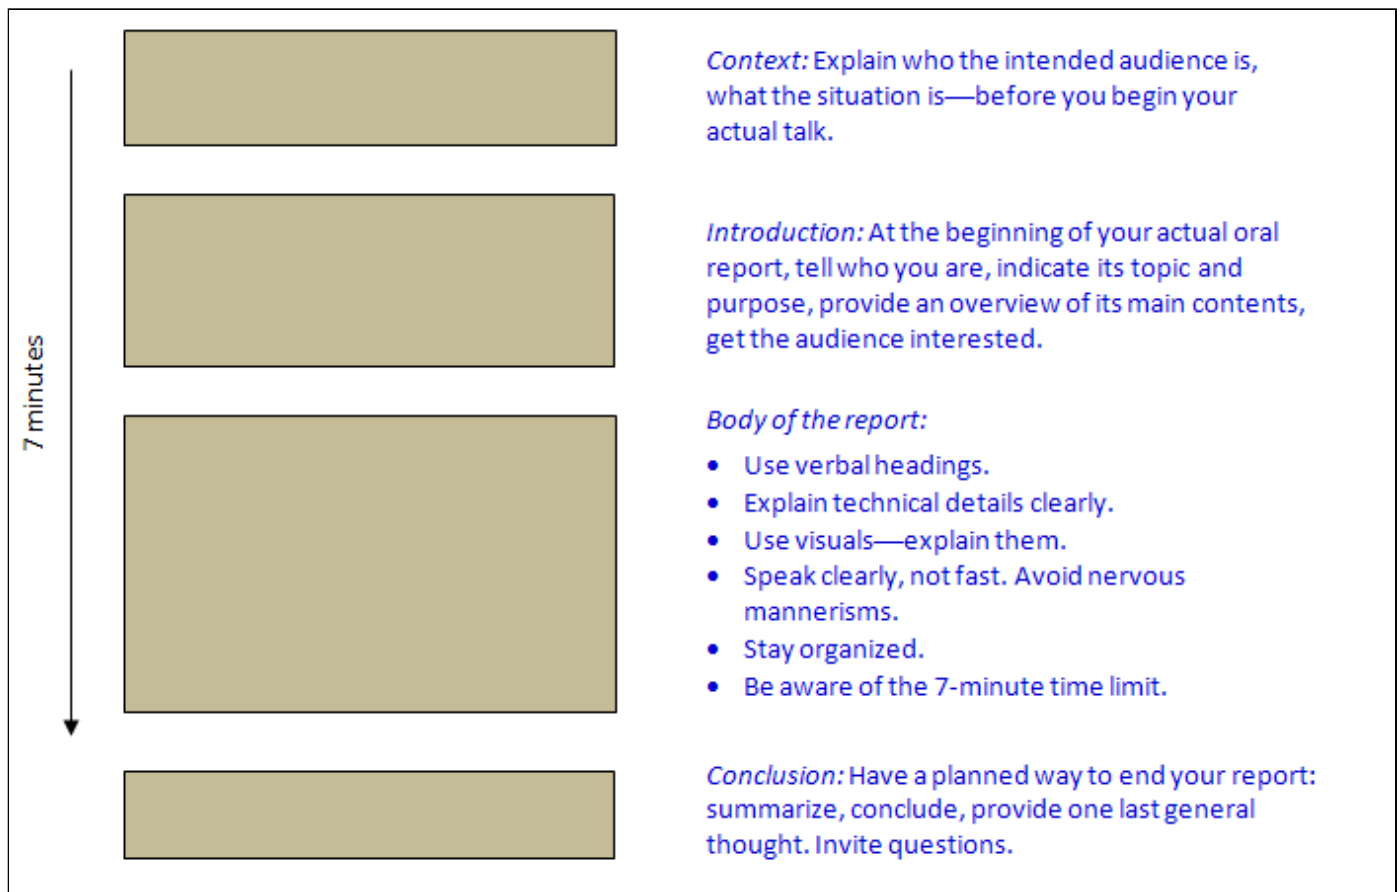 7 minutes
Context: Explain who the intended audience is,
what the situation is—before you begin your
actual talk.
Introduction: At the beginning of your actual oral
report, tell who you are, indicate its topic and
purpose, provide an overview of its main contents,
get the audience interested.
Body of the report:
• Use verbal headings.
• Explain technical details clearly.
• Use visuals—explain them.
• Speak clearly, not fast. Avoid nervous
mannerisms.
• Stay organized.
• Be aware of the 7-minute time limit.
Conclusion: Have a planned way to end your report:
summarize, conclude, provide one last general
thought. Invite questions.